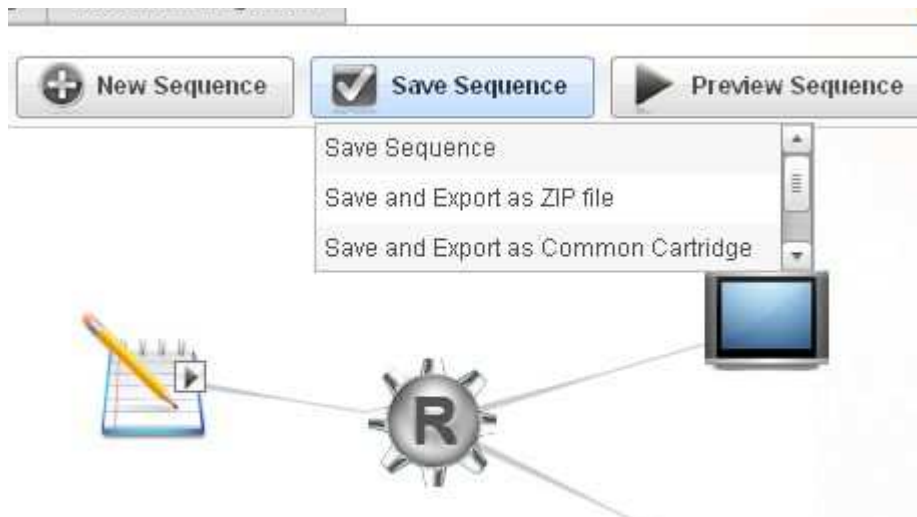 New Sequence
Save Sequence
Preview Sequence
Save Sequence
Save and Export as ZIP file
Save and Export as Common Cartridge
R